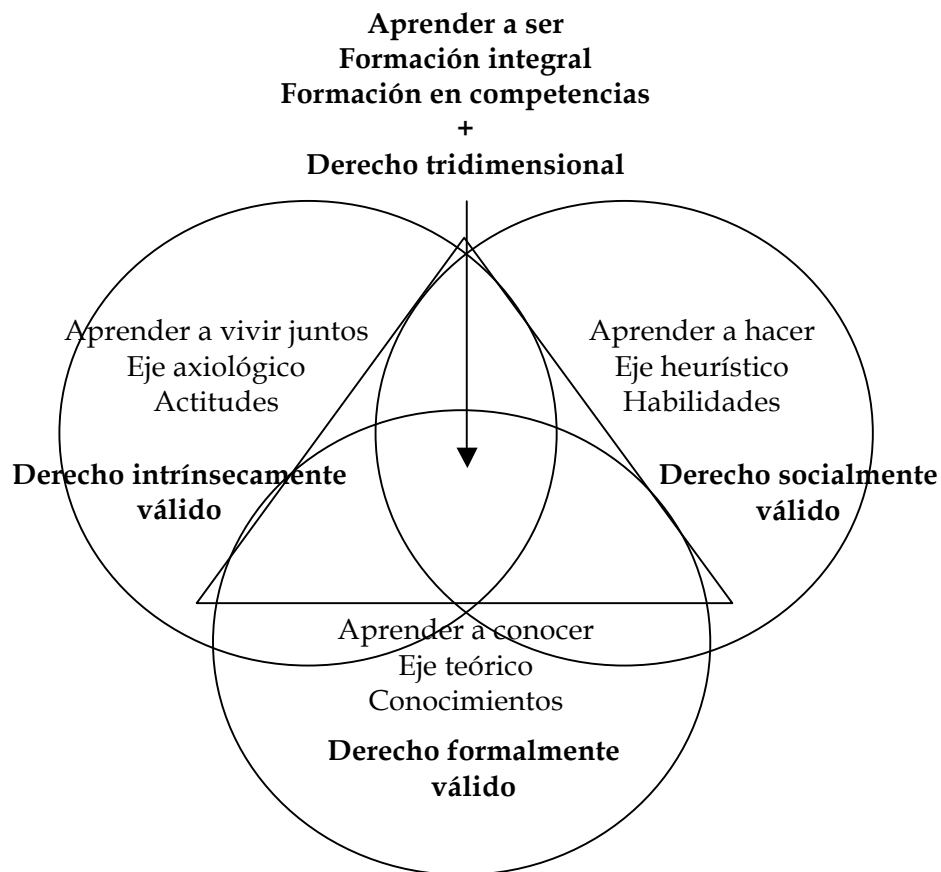 Aprender a ser
Formación integral
Formación en competencias
+
Derecho tridimensional
Aprender a vivir juntos
Eje axiológico
Actitudes
Derecho intrínsecamente
válido
Aprender a hacer
Eje heurístico
Habilidades
Derecho socialmente
válido
Aprender a conocer
Eje teórico
Conocimientos
Derecho formalmente
válido